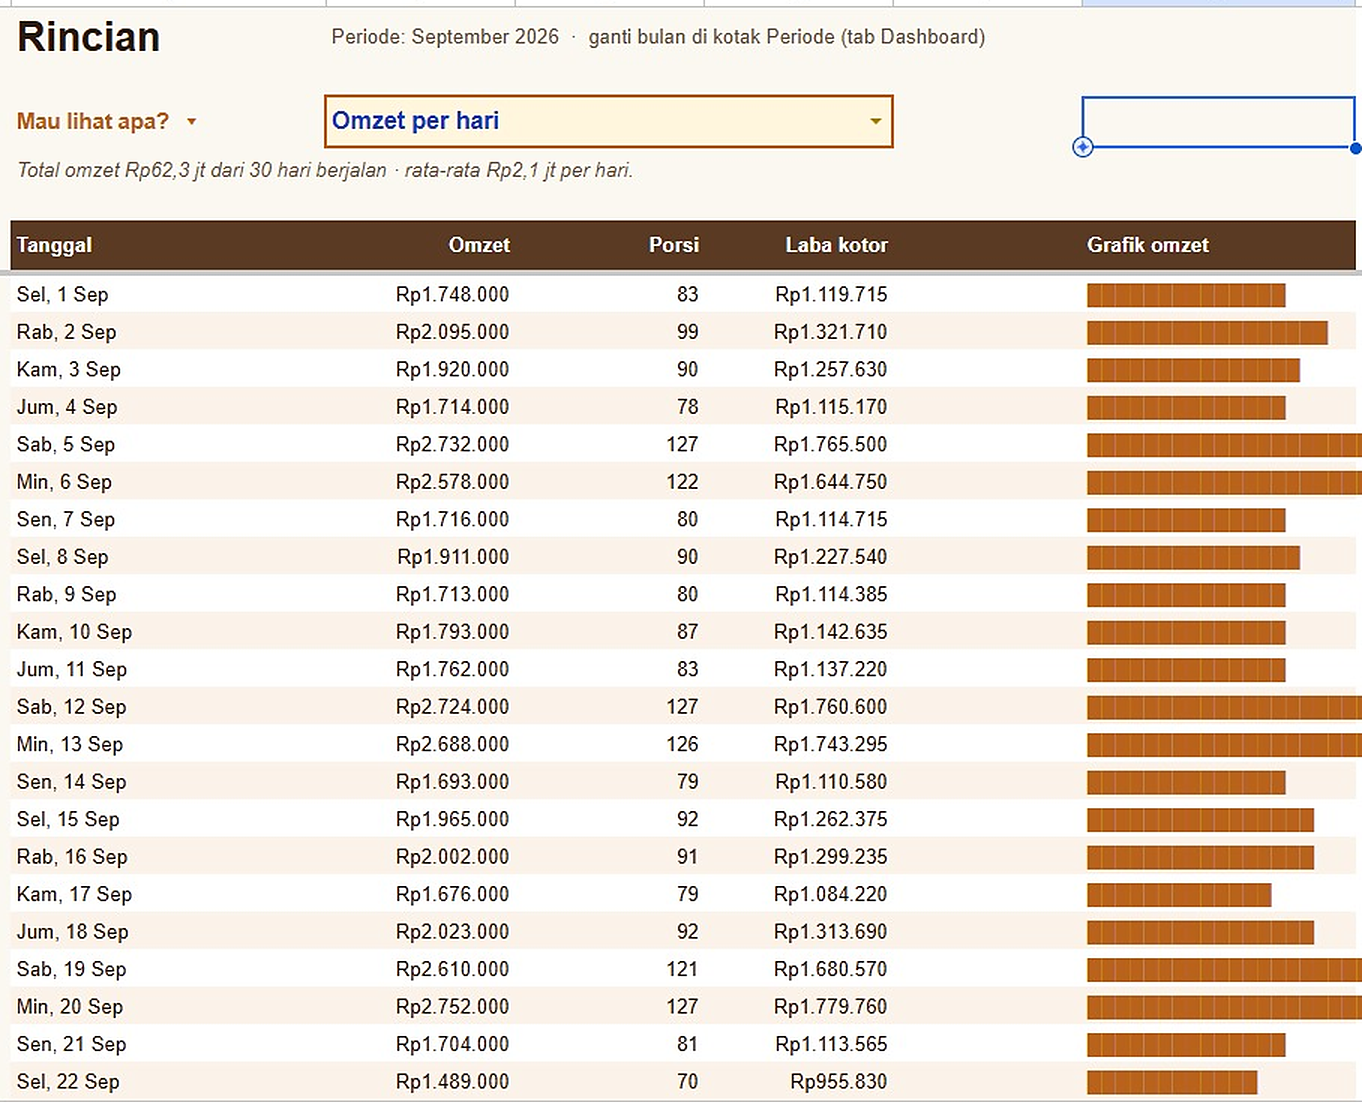 Rincian Periode: September 2026 · ganti bulan di kotak Periode (tab Dashboard)
Mau lihat apa? ▾ Omzet per hari
Total omzet Rp62,3 jt dari 30 hari berjalan · rata-rata Rp2,1 jt per hari.
Tanggal Omzet Porsi Laba kotor Grafik omzet
Sel, 1 Sep Rp1.748.000 83 Rp1.119.715
Rab, 2 Sep Rp2.095.000 99 Rp1.321.710
Kam, 3 Sep Rp1.920.000 90 Rp1.257.630
Jum, 4 Sep Rp1.714.000 78 Rp1.115.170
Sab, 5 Sep Rp2.732.000 127 Rp1.765.500
Min, 6 Sep Rp2.578.000 122 Rp1.644.750
Sen, 7 Sep Rp1.716.000 80 Rp1.114.715
Sel, 8 Sep Rp1.911.000 90 Rp1.227.540
Rab, 9 Sep Rp1.713.000 80 Rp1.114.385
Kam, 10 Sep Rp1.793.000 87 Rp1.142.635
Jum, 11 Sep Rp1.762.000 83 Rp1.137.220
Sab, 12 Sep Rp2.724.000 127 Rp1.760.600
Min, 13 Sep Rp2.688.000 126 Rp1.743.295
Sen, 14 Sep Rp1.693.000 79 Rp1.110.580
Sel, 15 Sep Rp1.965.000 92 Rp1.262.375
Rab, 16 Sep Rp2.002.000 91 Rp1.299.235
Kam, 17 Sep Rp1.676.000 79 Rp1.084.220
Jum, 18 Sep Rp2.023.000 92 Rp1.313.690
Sab, 19 Sep Rp2.610.000 121 Rp1.680.570
Min, 20 Sep Rp2.752.000 127 Rp1.779.760
Sen, 21 Sep Rp1.704.000 81 Rp1.113.565
Sel, 22 Sep Rp1.489.000 70 Rp955.830